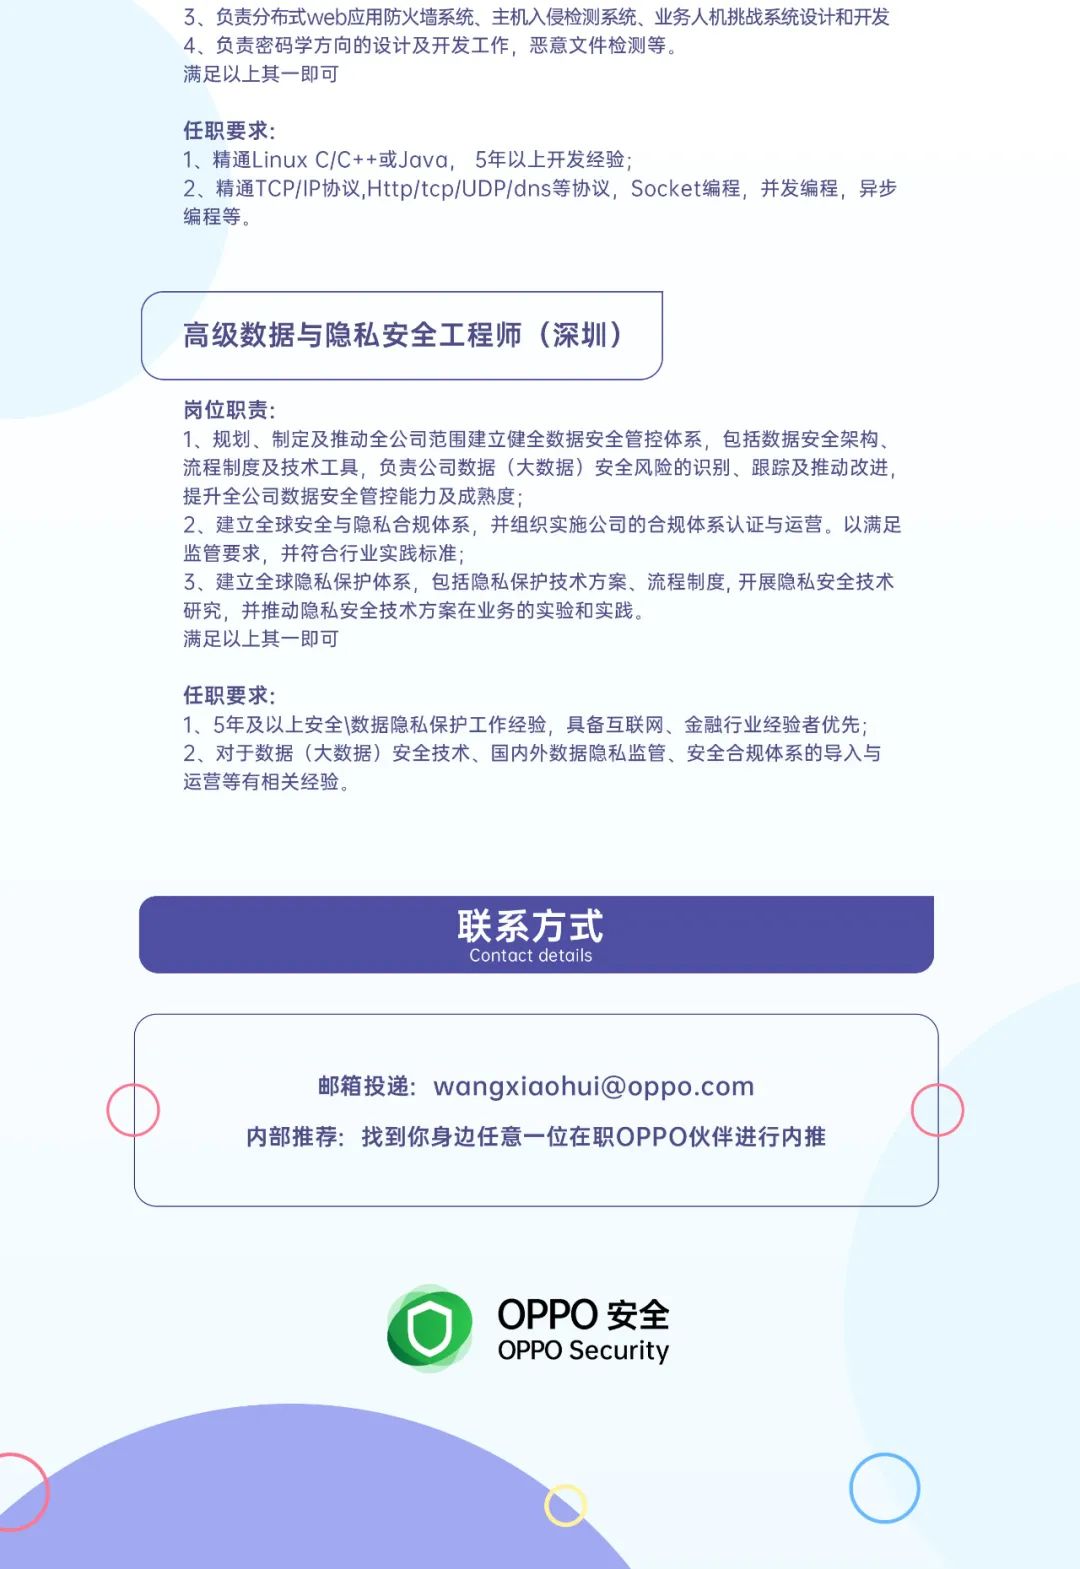 3、负责分布式web应用防火墙系统、主机入侵检测系统、业务人机挑战系统设计和开发
4、负责密码学方向的设计及开发工作，恶意文件检测等。
满足以上其一即可
任职要求：
1、精通Linux C/C++或Java， 5年以上开发经验；
2、精通TCP/IP协议,Http/tcp/UDP/dns等协议，Socket编程，并发编程，异步
编程等。
高级数据与隐私安全工程师（深圳）
岗位职责：
1、规划、制定及推动全公司范围建立健全数据安全管控体系，包括数据安全架构、
流程制度及技术工具，负责公司数据（大数据）安全风险的识别、跟踪及推动改进，
提升全公司数据安全管控能力及成熟度；
2、建立全球安全与隐私合规体系，并组织实施公司的合规体系认证与运营。以满足
监管要求，并符合行业实践标准；
3、建立全球隐私保护体系，包括隐私保护技术方案、流程制度, 开展隐私安全技术
研究，并推动隐私安全技术方案在业务的实验和实践。
满足以上其一即可
任职要求：
1、5年及以上安全\数据隐私保护工作经验，具备互联网、金融行业经验者优先；
2、对于数据（大数据）安全技术、国内外数据隐私监管、安全合规体系的导入与
运营等有相关经验。
联系方式
Contact details
邮箱投递：wangxiaohui@oppo.com
内部推荐：找到你身边任意一位在职OPPO伙伴进行内推
OPPO 安全
OPPO Security